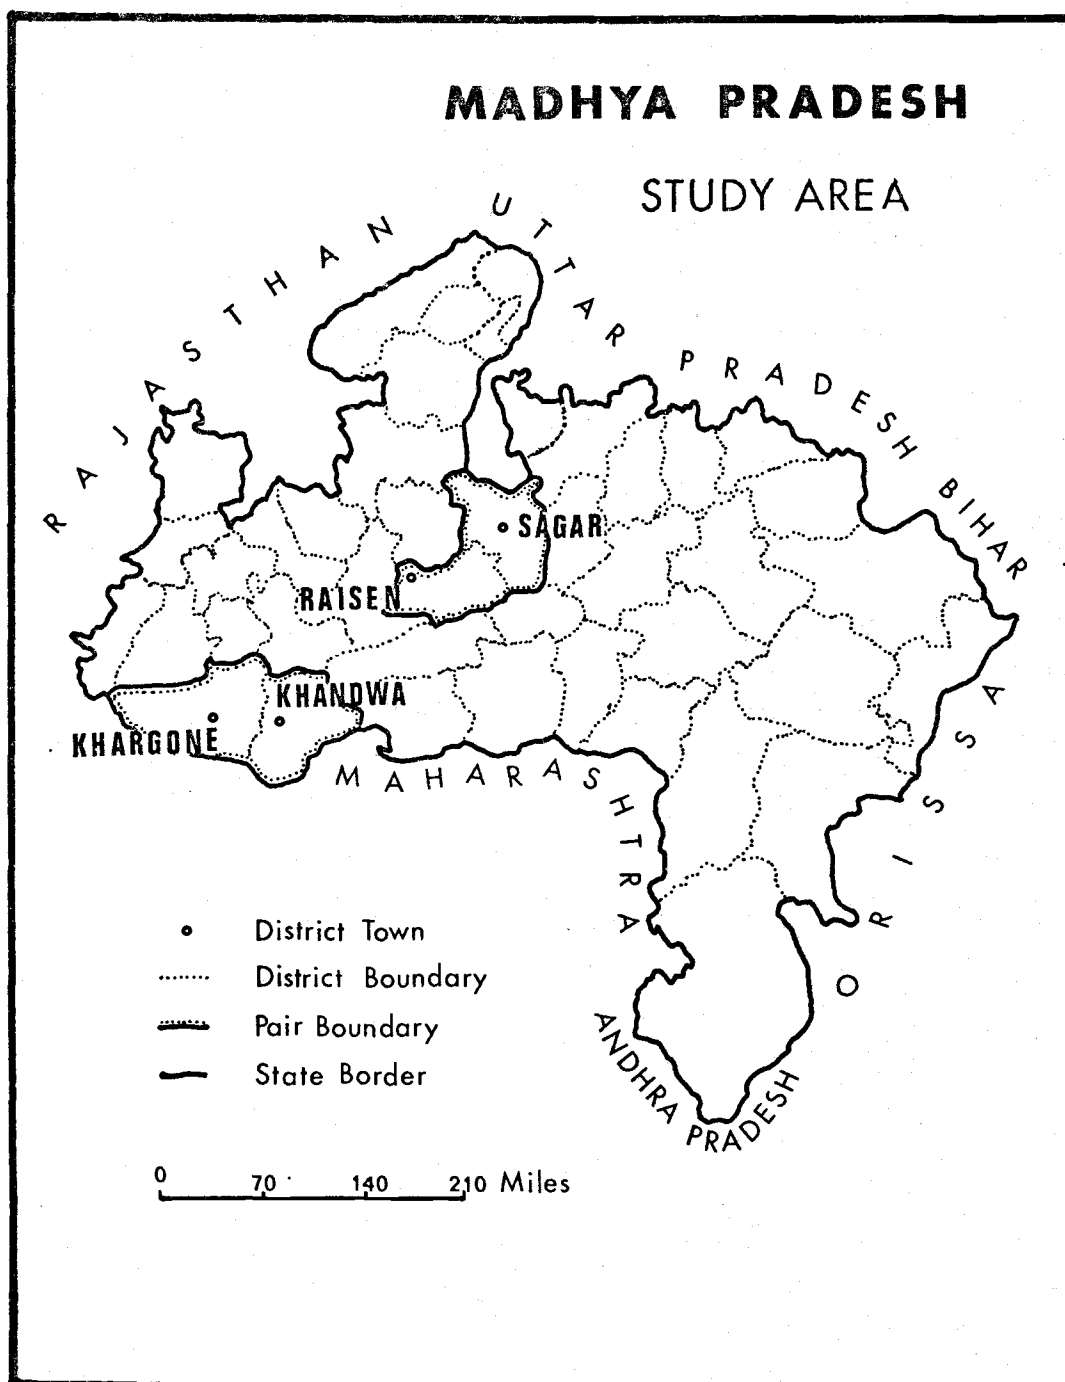 MADHYA PRADESH
STUDY AREA
RAJASTHAN
UTTAR PRADESH
BIHAR
SAGAR
RAISEN
KHANDWA
KHARGONE
MAHARASHTRA
ORISSA
ANDHRA PRADESH
District Town
District Boundary
Pair Boundary
State Border
0 70 140 210 Miles